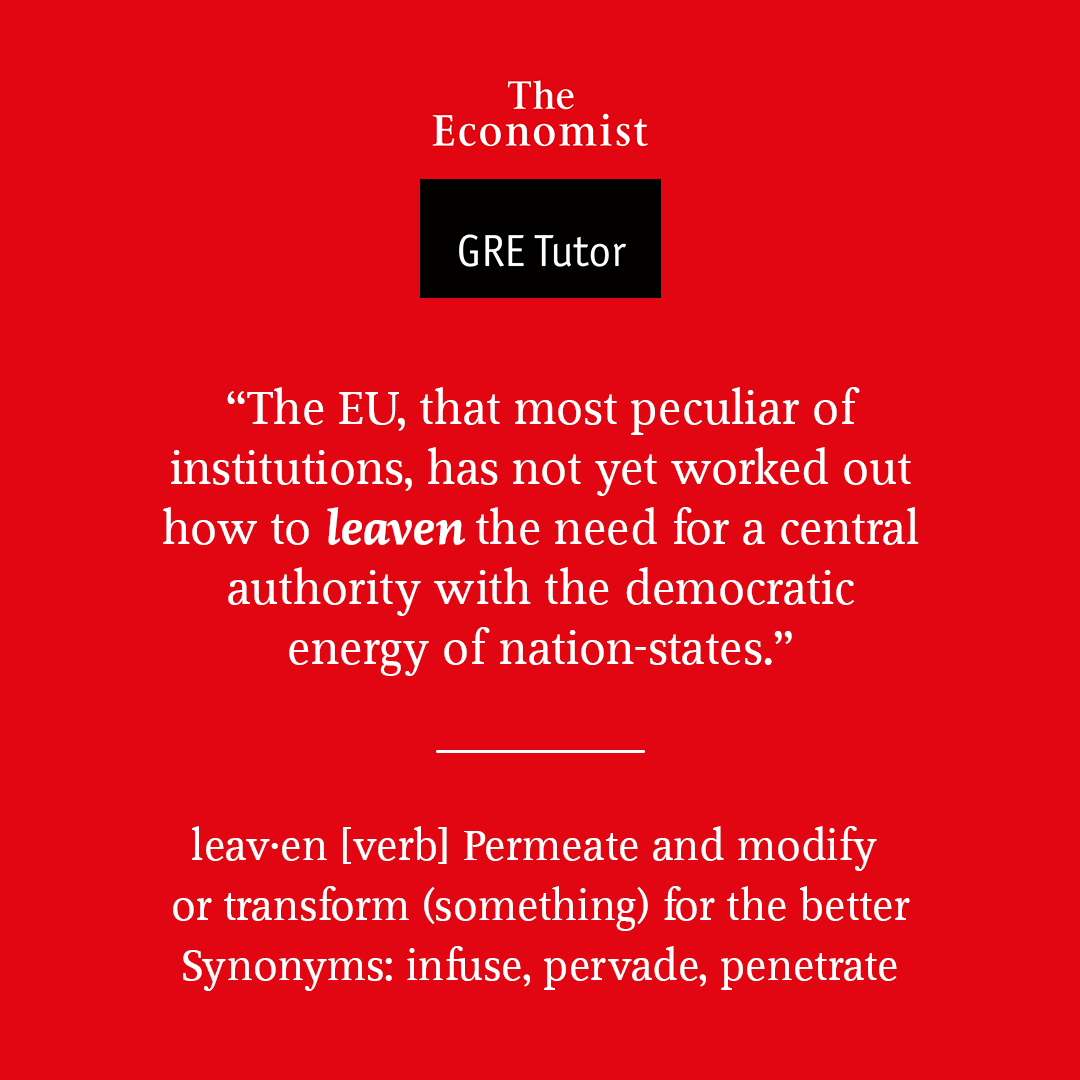 The
Economist
GRE Tutor
“The EU, that most peculiar of
institutions, has not yet worked out
how to leaven the need for a central
authority with the democratic
energy of nation-states.”
leav·en [verb] Permeate and modify
or transform (something) for the better
Synonyms: infuse, pervade, penetrate